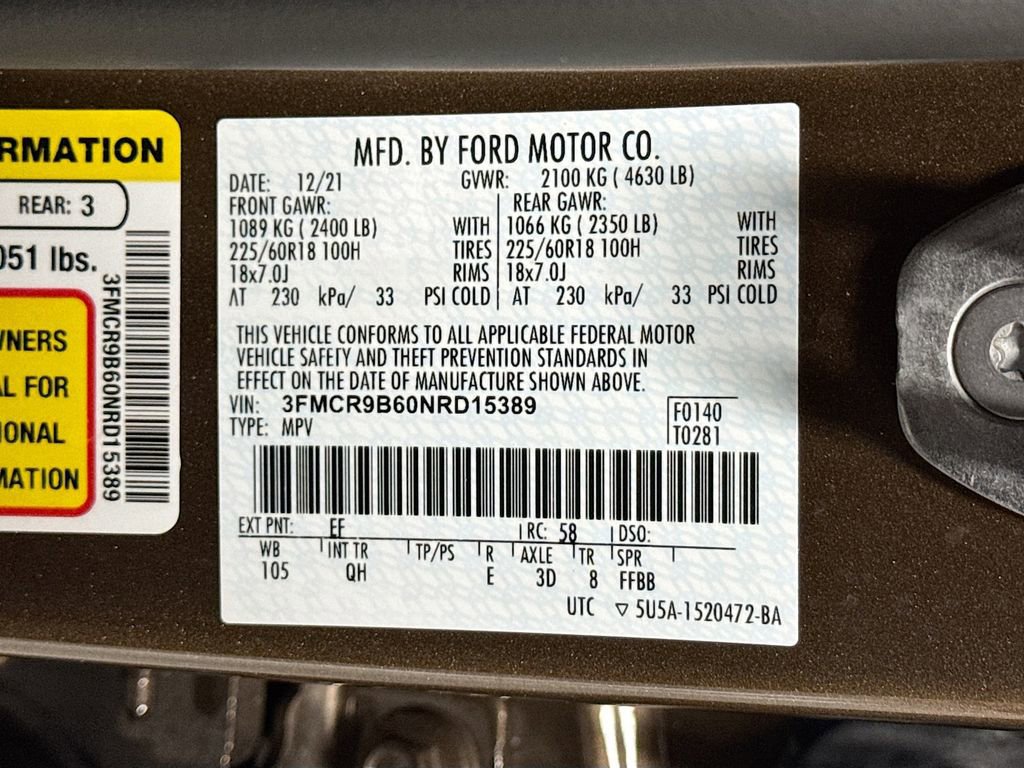 RMATION
REAR: 3
051 lbs.
WNERS
AL FOR
IONAL
MATION
3FMCR9B60NRD15389
MFD. BY FORD MOTOR CO.
DATE: 12/21 GVWR: 2100 KG ( 4630 LB)
FRONT GAWR: REAR GAWR:
1089 KG ( 2400 LB) WITH 1066 KG ( 2350 LB) WITH
225/60R18 100H TIRES 225/60R18 100H TIRES
18x7.0J RIMS 18x7.0J RIMS
AT 230 kPa/ 33 PSI COLD AT 230 kPa/ 33 PSI COLD
THIS VEHICLE CONFORMS TO ALL APPLICABLE FEDERAL MOTOR
VEHICLE SAFETY AND THEFT PREVENTION STANDARDS IN
EFFECT ON THE DATE OF MANUFACTURE SHOWN ABOVE.
VIN: 3FMCR9B60NRD15389
TYPE: MPV
F0140
T0281
EXT PNT: EF RC: 58 DSO:
WB INT TR TP/PS R AXLE TR SPR
105 QH E 3D 8 FFBB
UTC ▽ 5U5A-1520472-BA